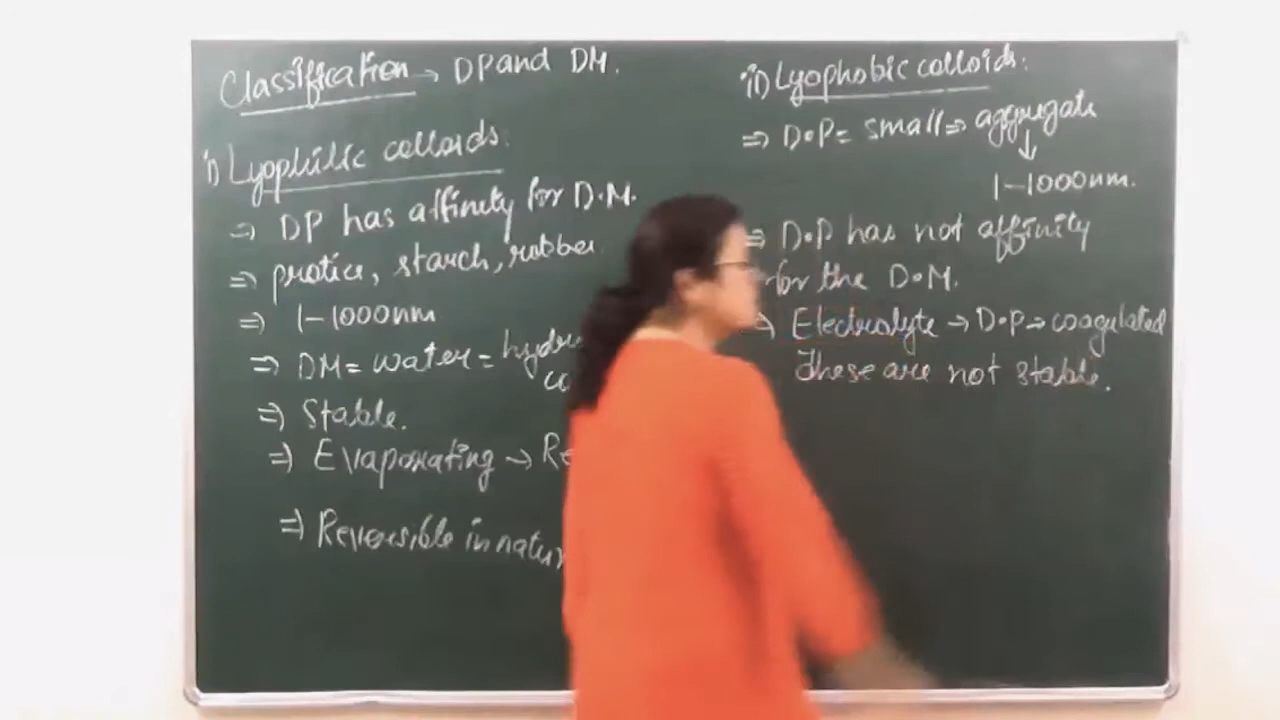 Classification → DP and DM.
i) Lyophilic colloids:
⇒ DP has affinity for D.M.
⇒ protice, starch, rubber
⇒ 1-1000nm
⇒ DM = water = hydro
co
⇒ Stable.
⇒ Evaporating → Re
⇒ Reversible in natur
ii) Lyophobic colloids:
⇒ D.P = small ⇒ aggregate
↓
1-1000nm.
⇒ D.P has not affinity
for the D.M.
⇒ Electrolyte → D.P → coagulated
These are not stable.